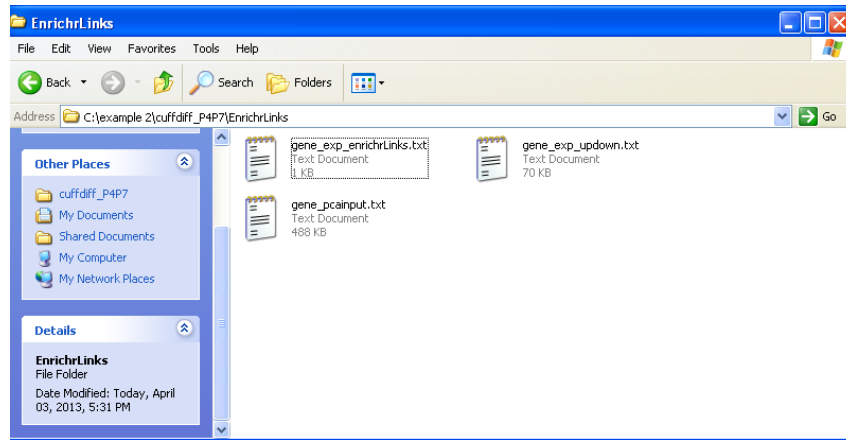 EnrichrLinks
File Edit View Favorites Tools Help
Back Search Folders
Address C:\example 2\cuffdiff_P4P7\EnrichrLinks Go
Other Places
cuffdiff_P4P7
My Documents
Shared Documents
My Computer
My Network Places
Details
EnrichrLinks
File Folder
Date Modified: Today, April
03, 2013, 5:31 PM
gene_exp_enrichrLinks.txt
Text Document
1 KB
gene_exp_updown.txt
Text Document
70 KB
gene_pcainput.txt
Text Document
488 KB